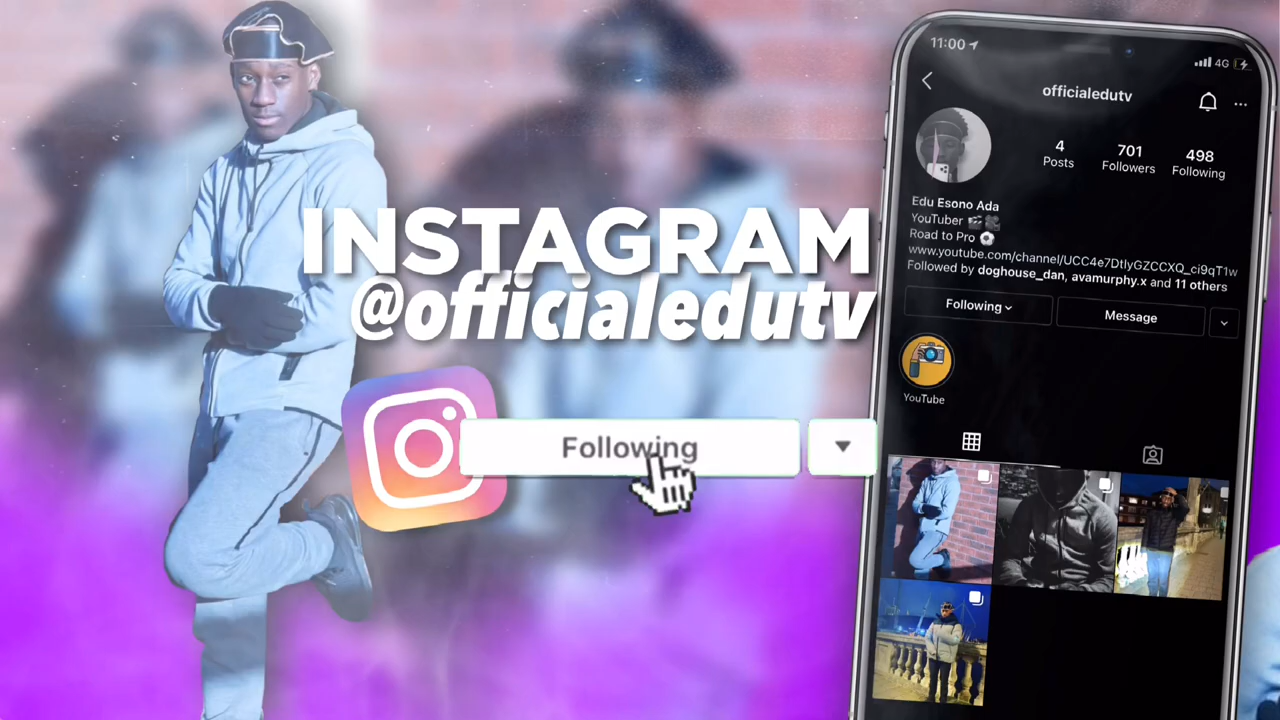 INSTAGRAM
@officialedutv
Following
11:00
4G
officialedutv
4 701 498
Posts Followers Following
Edu Esono Ada
YouTuber 🎬🎥
Road to Pro ⚽
www.youtube.com/channel/UCC4e7DtlyGZCCXQ_ci9qT1w
Followed by doghouse_dan, avamurphy.x and 11 others
Following Message
YouTube